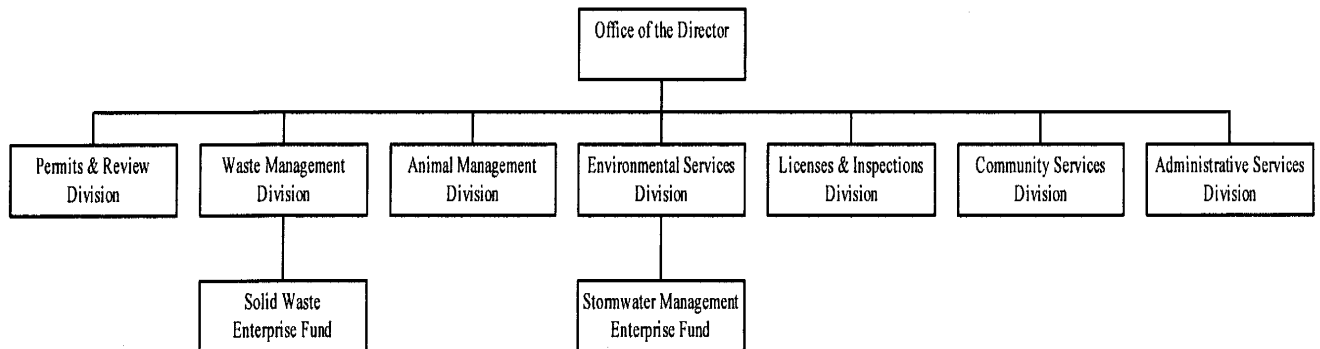 Office of the Director
Permits & Review
Division
Waste Management
Division
Animal Management
Division
Environmental Services
Division
Licenses & Inspections
Division
Community Services
Division
Administrative Services
Division
Solid Waste
Enterprise Fund
Stormwater Management
Enterprise Fund